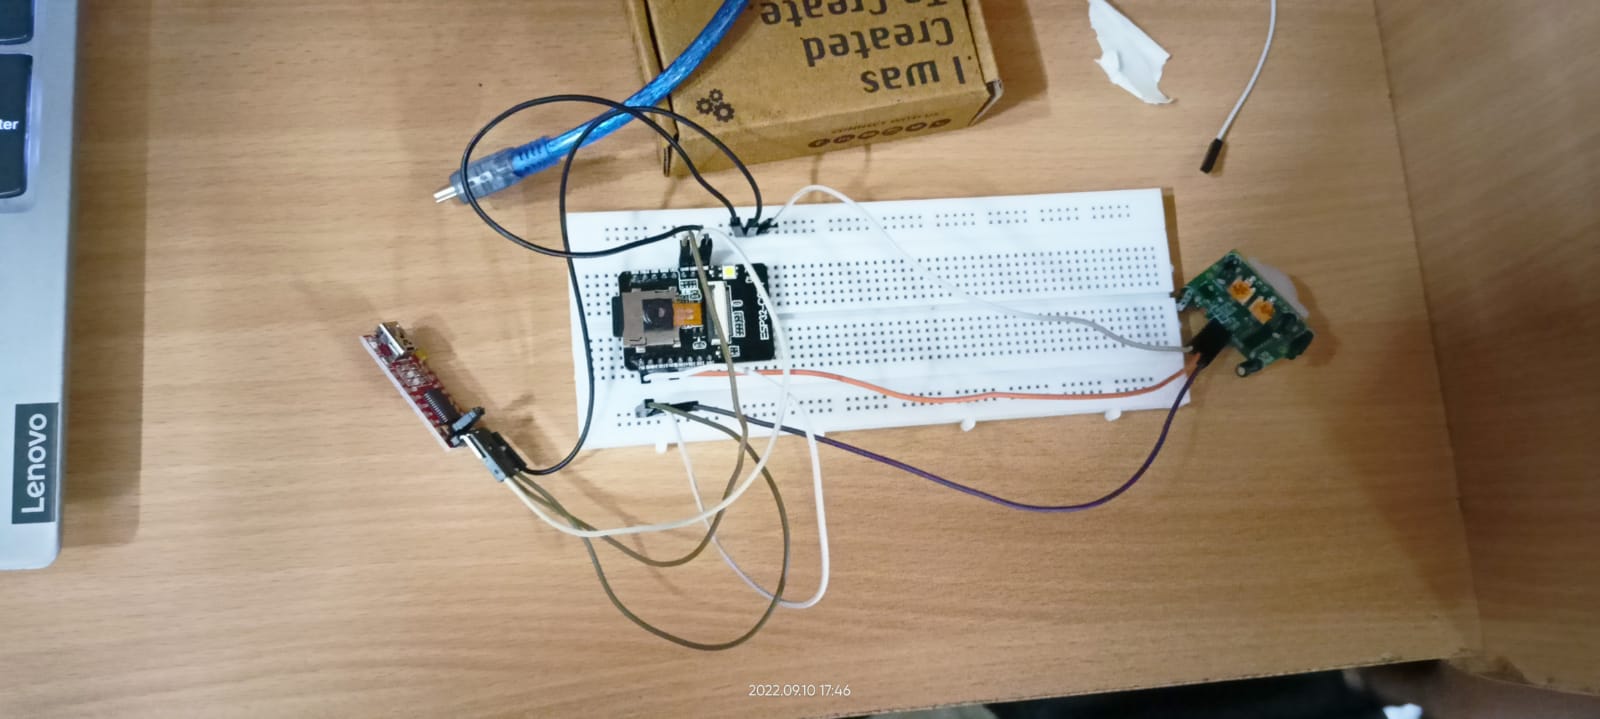 I was
Created
To Create.
ter
Lenovo
ESP32-CAM
2022.09.10 17:46